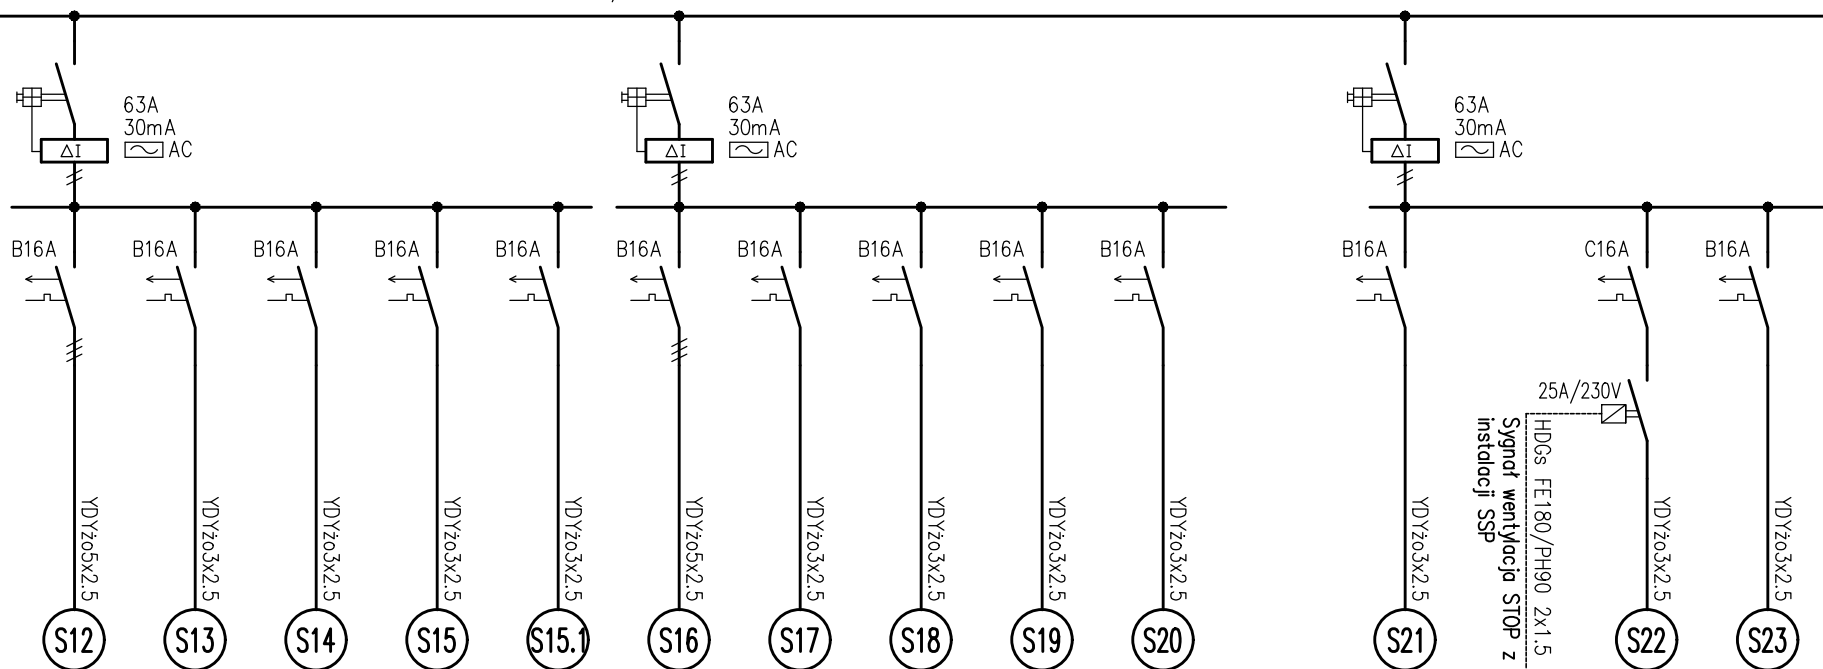 63A
30mA
AC
ΔI
63A
30mA
AC
ΔI
63A
30mA
AC
ΔI
B16A
B16A
B16A
B16A
B16A
B16A
B16A
B16A
B16A
B16A
B16A
C16A
B16A
25A/230V
YDYżo5x2.5
YDYżo3x2.5
YDYżo3x2.5
YDYżo3x2.5
YDYżo3x2.5
YDYżo5x2.5
YDYżo3x2.5
YDYżo3x2.5
YDYżo3x2.5
YDYżo3x2.5
YDYżo3x2.5
HDGs FE180/PH90 2x1.5
Sygnał wentylacja STOP z
instalacji SSP
YDYżo3x2.5
YDYżo3x2.5
S12
S13
S14
S15
S15.1
S16
S17
S18
S19
S20
S21
S22
S23